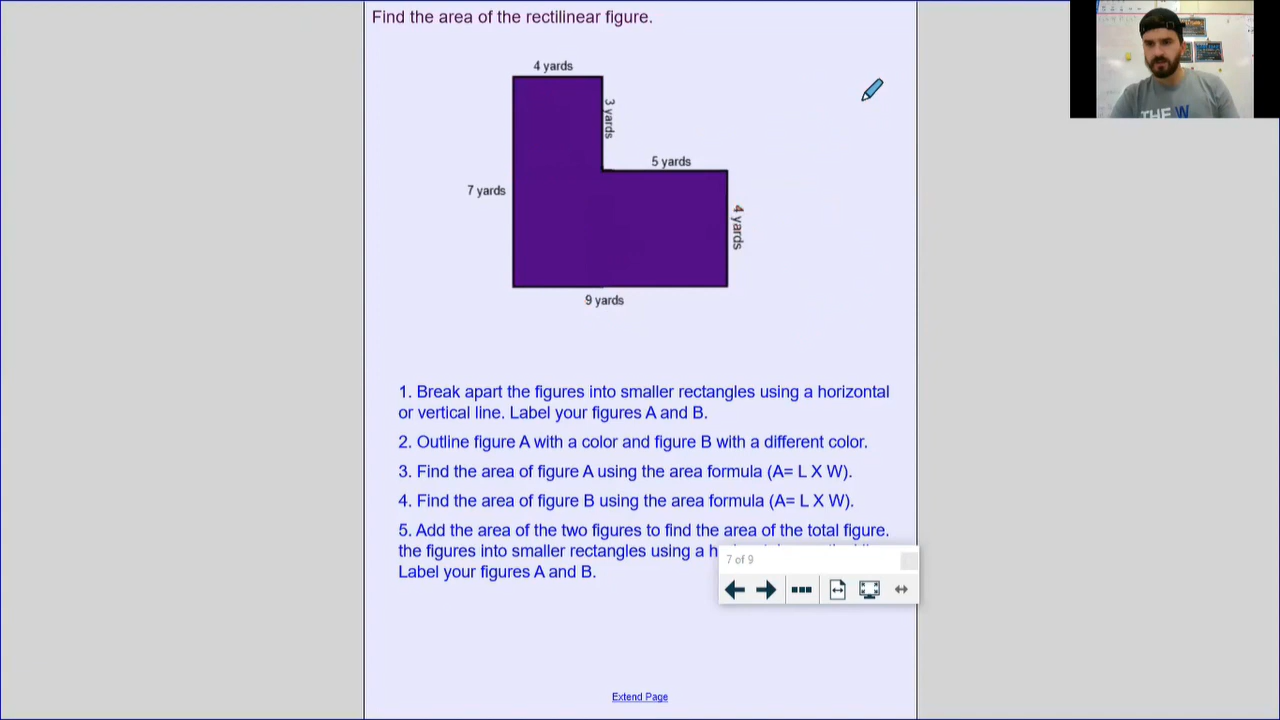 Find the area of the rectilinear figure.
4 yards
3 yards
5 yards
7 yards
4 yards
9 yards
1. Break apart the figures into smaller rectangles using a horizontal
or vertical line. Label your figures A and B.
2. Outline figure A with a color and figure B with a different color.
3. Find the area of figure A using the area formula (A= L X W).
4. Find the area of figure B using the area formula (A= L X W).
5. Add the area of the two figures to find the area of the total figure.
the figures into smaller rectangles using a
Label your figures A and B.
7 of 9
Extend Page
THE W